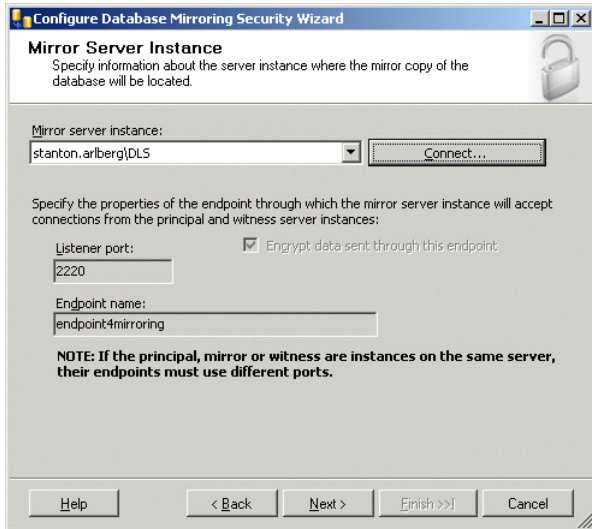 Configure Database Mirroring Security Wizard
Mirror Server Instance
Specify information about the server instance where the mirror copy of the
database will be located.
Mirror server instance:
stanton.arlberg\DLS
Connect...
Specify the properties of the endpoint through which the mirror server instance will accept
connections from the principal and witness server instances:
Listener port:
Encrypt data sent through this endpoint
2220
Endpoint name:
endpoint4mirroring
NOTE: If the principal, mirror or witness are instances on the same server,
their endpoints must use different ports.
Help
< Back
Next >
Finish >>|
Cancel